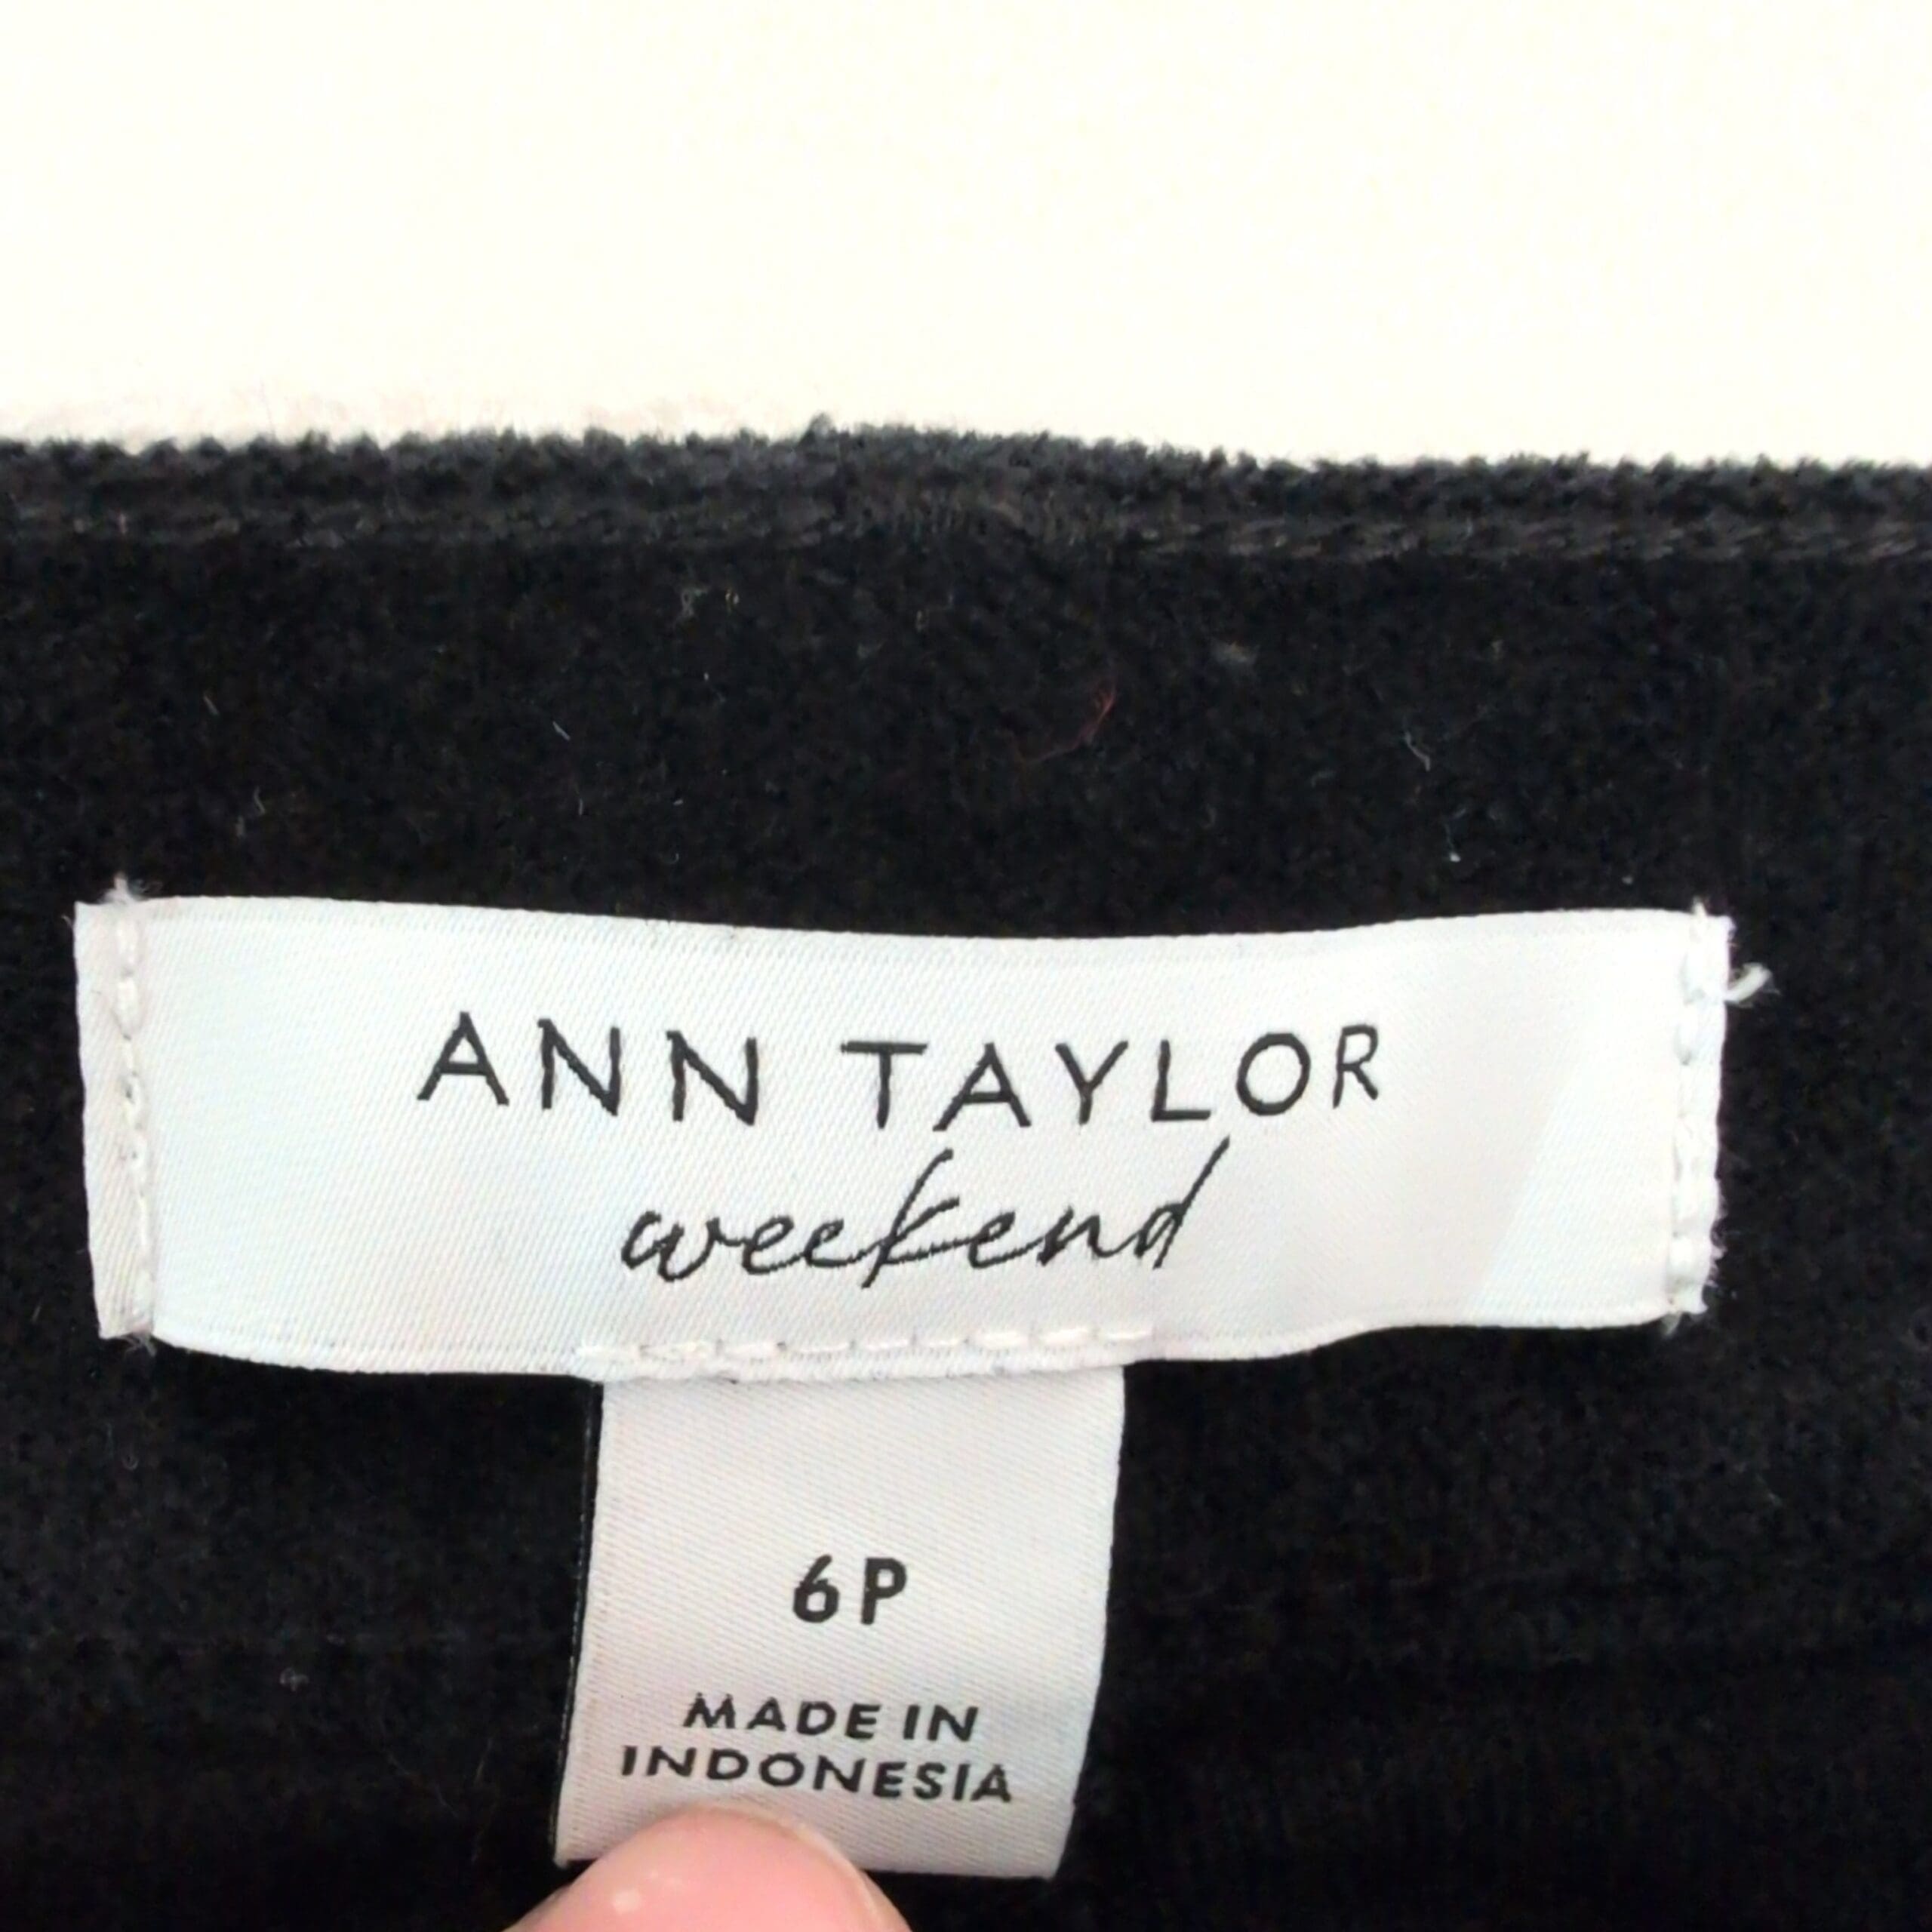 ANN TAYLOR
weekend
6P
MADE IN
INDONESIA